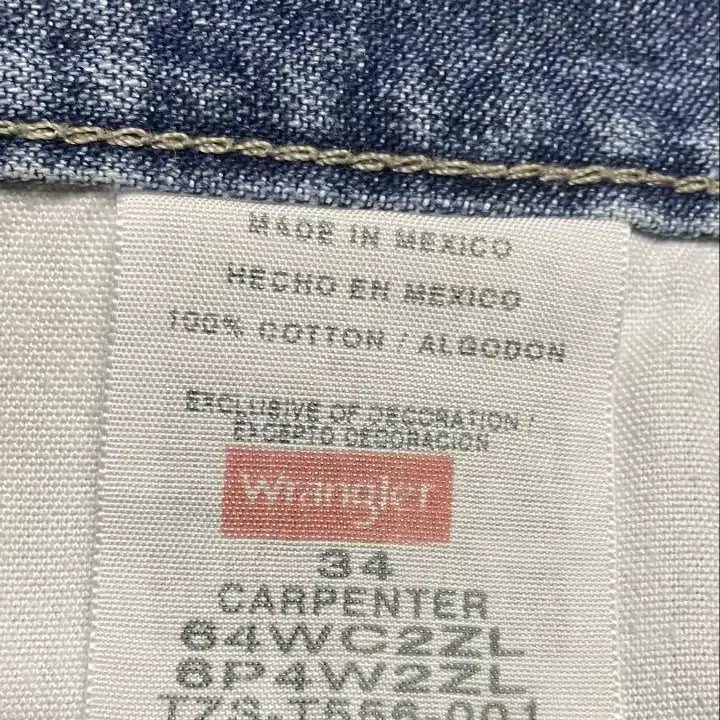 MADE IN MEXICO
HECHO EN MEXICO
100% COTTON / ALGODON
EXCLUSIVE OF DECORATION /
EXCEPTO DECORACION
Wrangler
34
CARPENTER
64WC2ZL
6P4W2ZL